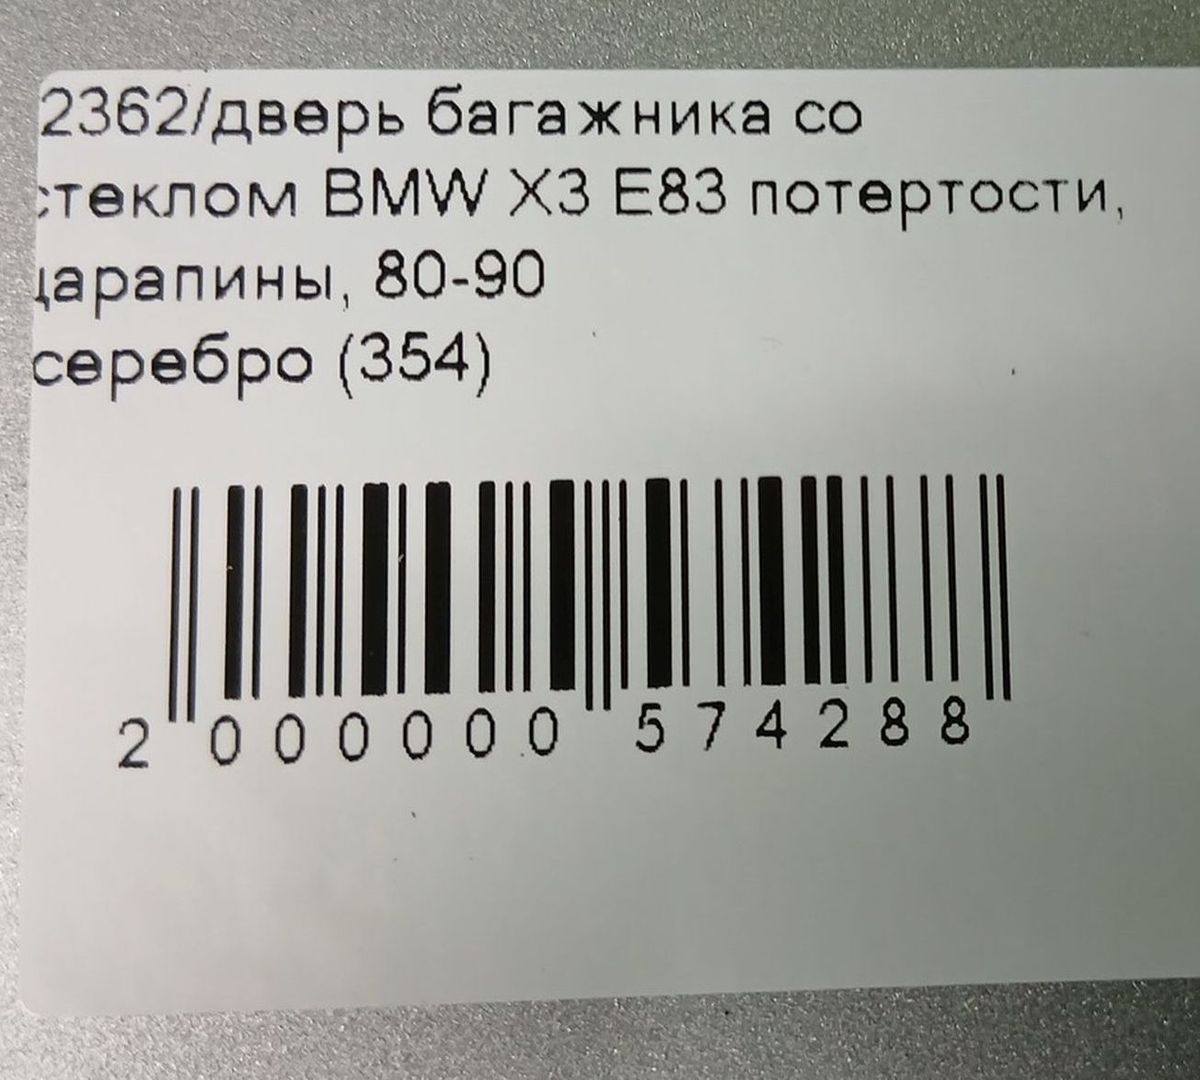 2362/дверь багажника со
стеклом BMW X3 E83 потертости,
царапины, 80-90
серебро (354)
2 000000 574288